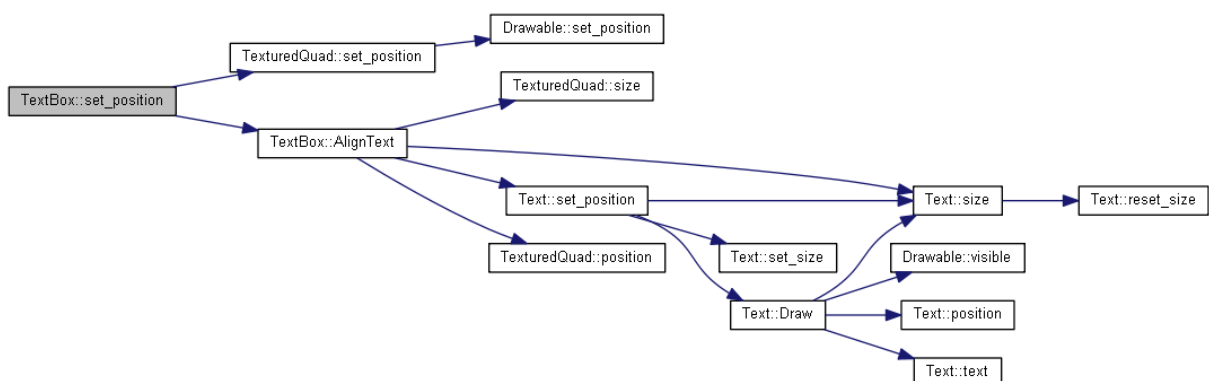 Drawable::set_position
TexturedQuad::set_position
TexturedQuad::size
TextBox::set_position
TextBox::AlignText
Text::set_position
Text::size
Text::reset_size
TexturedQuad::position
Text::set_size
Drawable::visible
Text::Draw
Text::position
Text::text